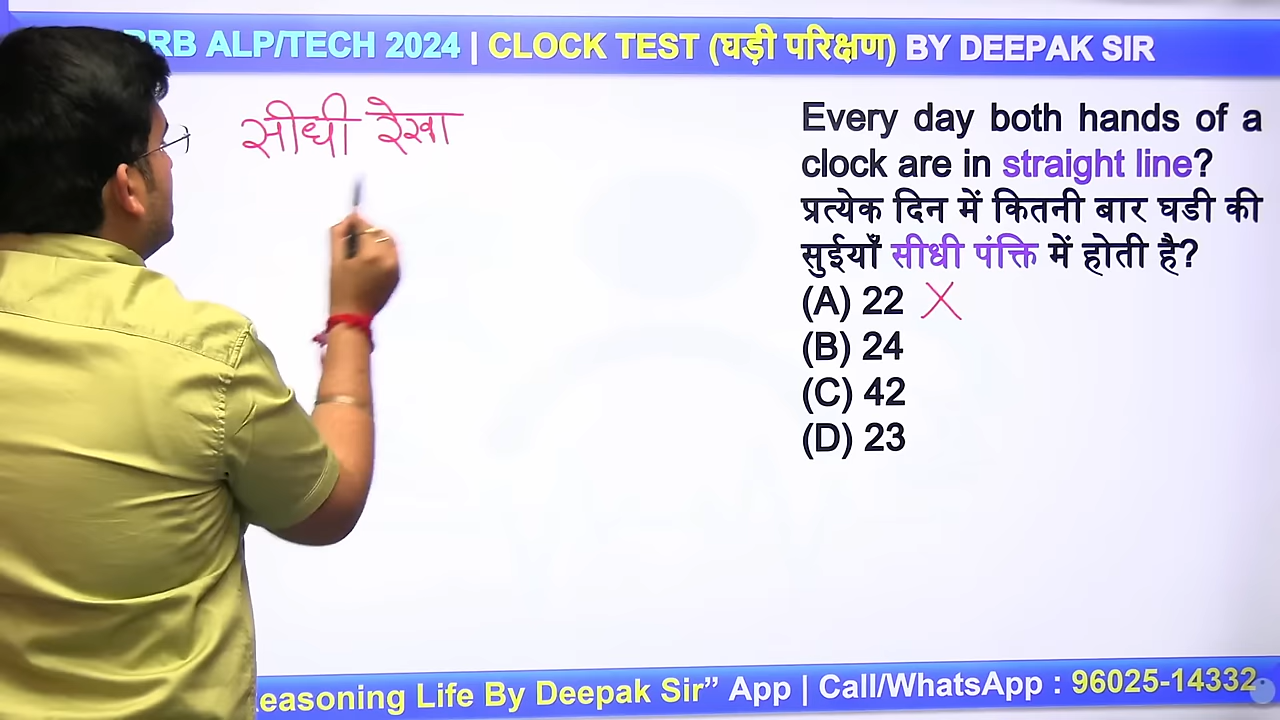 RRB ALP/TECH 2024 | CLOCK TEST (घड़ी परिक्षण) BY DEEPAK SIR
सीधी रेखा
Every day both hands of a
clock are in straight line?
प्रत्येक दिन में कितनी बार घडी की
सुईयाँ सीधी पंक्ति में होती है?
(A) 22 X
(B) 24
(C) 42
(D) 23
Life By Deepak Sir” App | Call/WhatsApp : 96025-14332